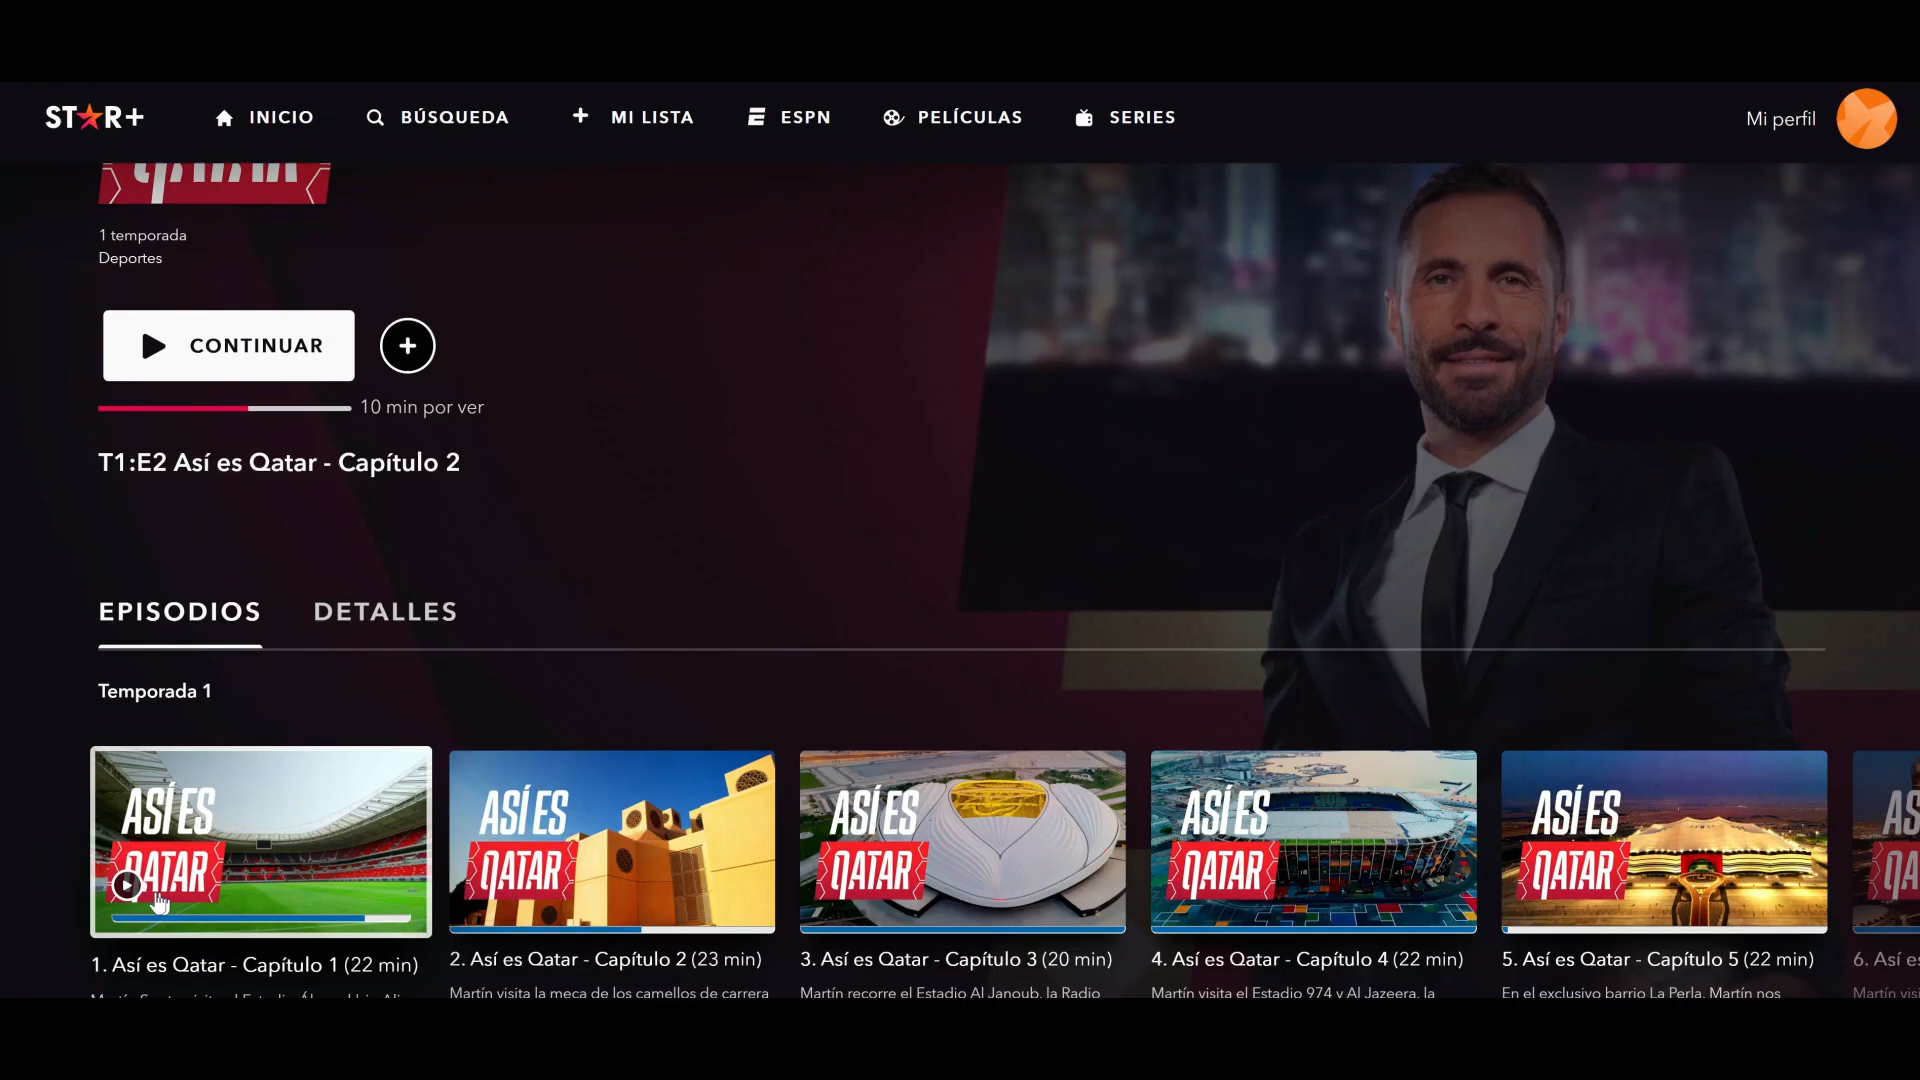 ST★R+
INICIO
BÚSQUEDA
MI LISTA
ESPN
PELÍCULAS
SERIES
Mi perfil
QATAR
1 temporada
Deportes
CONTINUAR
10 min por ver
T1:E2 Así es Qatar - Capítulo 2
EPISODIOS
DETALLES
Temporada 1
ASÍ ES
QATAR
ASÍ ES
QATAR
ASÍ ES
QATAR
ASÍ ES
QATAR
ASÍ ES
QATAR
1. Así es Qatar - Capítulo 1 (22 min)
2. Así es Qatar - Capítulo 2 (23 min)
Martín visita la meca de los camellos de carrera
3. Así es Qatar - Capítulo 3 (20 min)
Martín recorre el Estadio Al Janoub, la Radio
4. Así es Qatar - Capítulo 4 (22 min)
Martín visita el Estadio 974 y Al Jazeera, la
5. Así es Qatar - Capítulo 5 (22 min)
En el exclusivo barrio La Perla, Martín nos
6. Así es